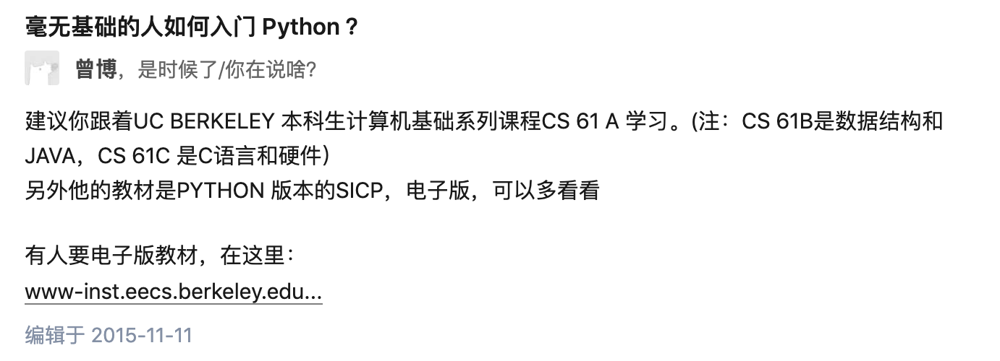 毫无基础的人如何入门 Python ?
曾博，是时候了/你在说啥?
建议你跟着UC BERKELEY 本科生计算机基础系列课程CS 61 A 学习。(注：CS 61B是数据结构和
JAVA，CS 61C 是C语言和硬件）
另外他的教材是PYTHON 版本的SICP，电子版，可以多看看
有人要电子版教材，在这里：
www-inst.eecs.berkeley.edu...
编辑于 2015-11-11